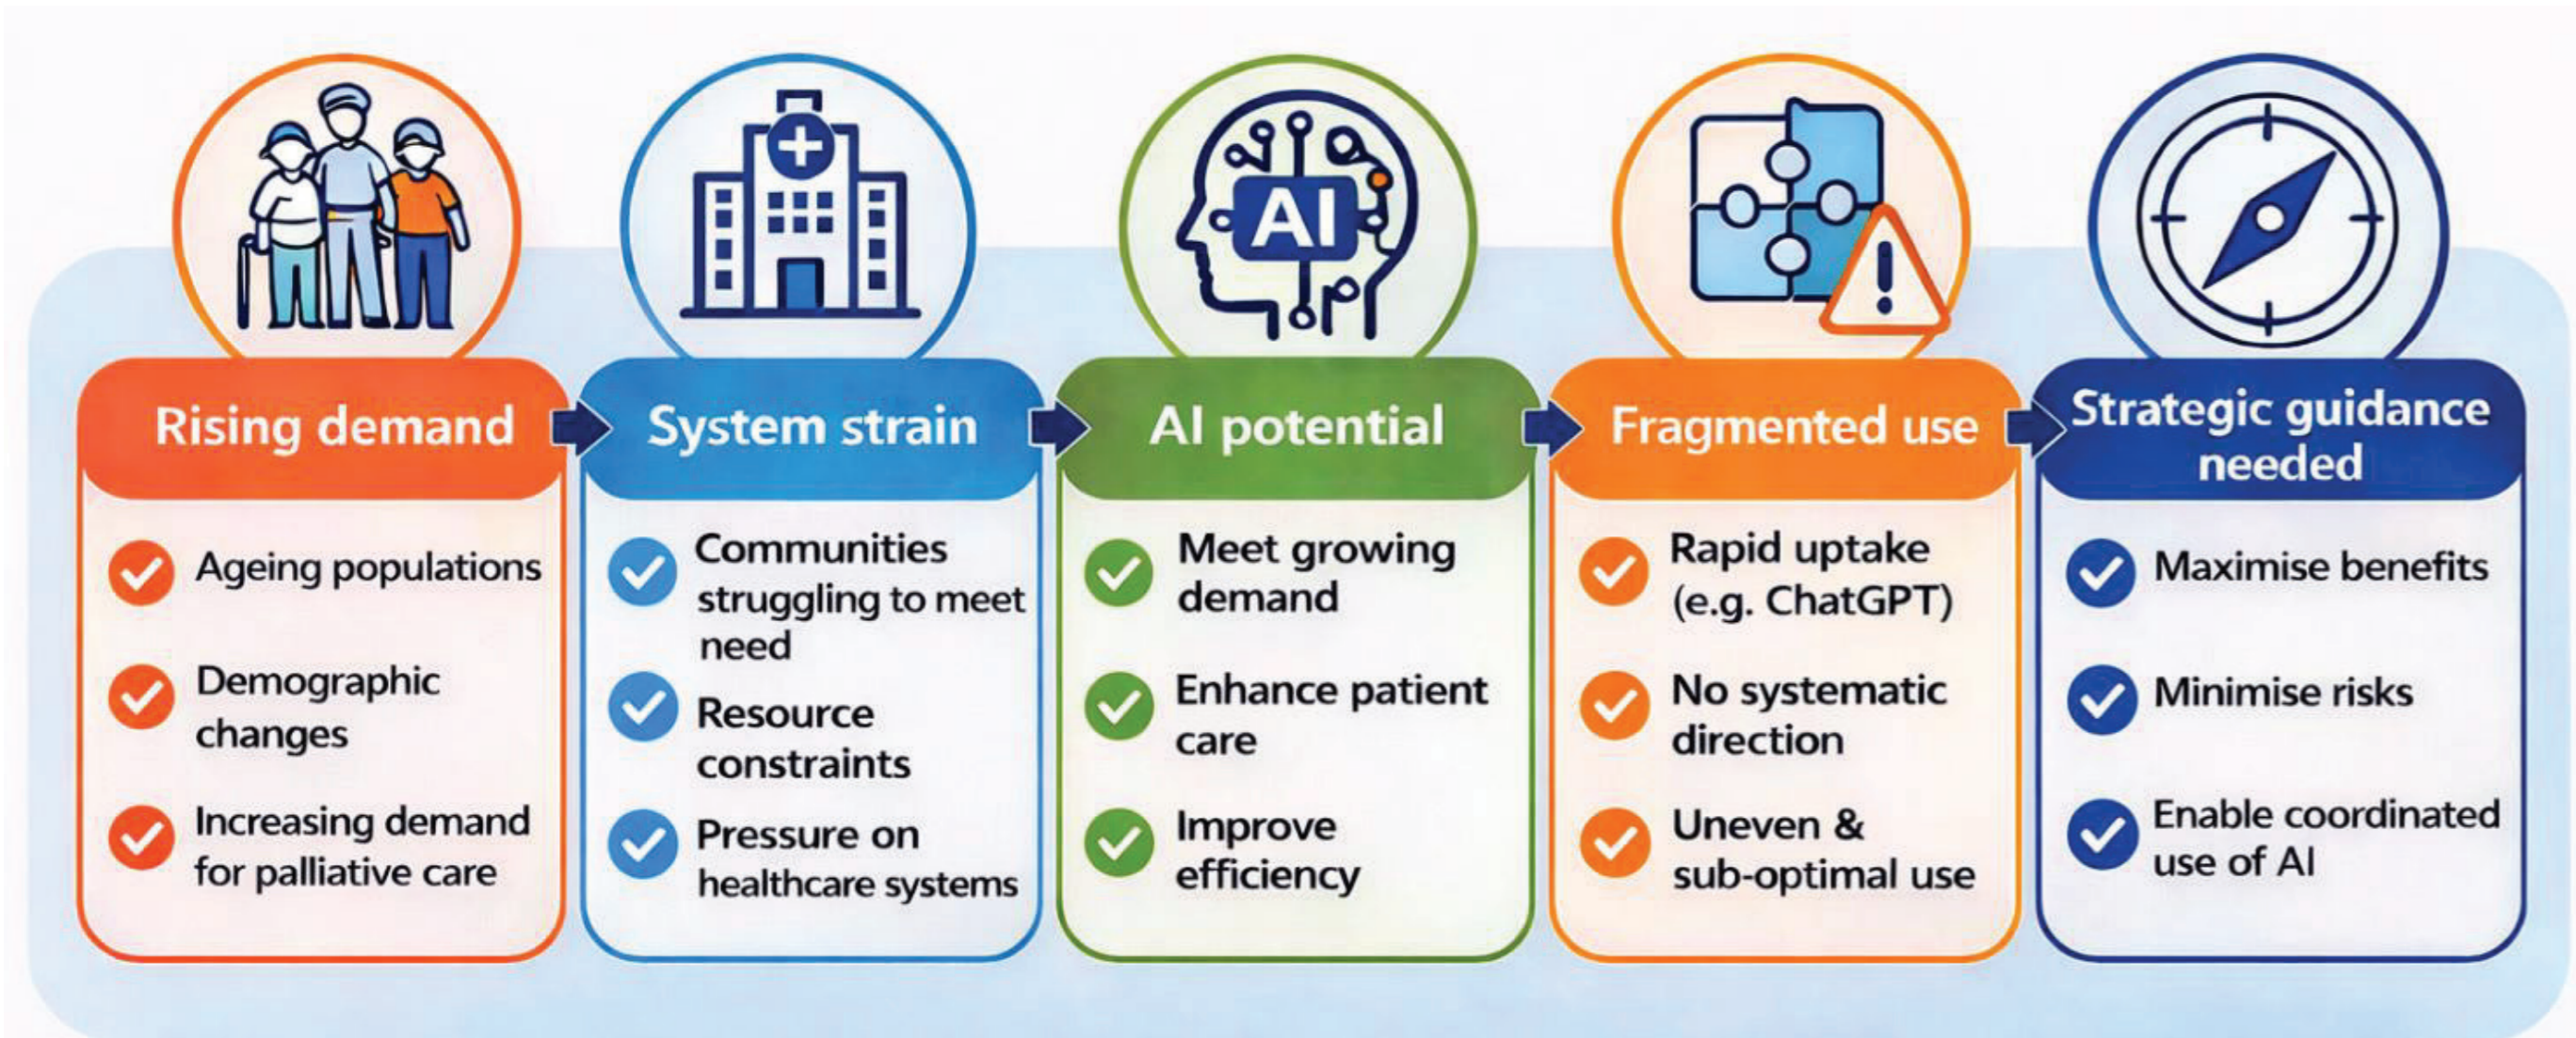 AI
Rising demand
Ageing populations
Demographic
changes
Increasing demand
for palliative care
System strain
Communities
struggling to meet
need
Resource
constraints
Pressure on
healthcare systems
AI potential
Meet growing
demand
Enhance patient
care
Improve
efficiency
Fragmented use
Rapid uptake
(e.g. ChatGPT)
No systematic
direction
Uneven &
sub-optimal use
Strategic guidance
needed
Maximise benefits
Minimise risks
Enable coordinated
use of AI